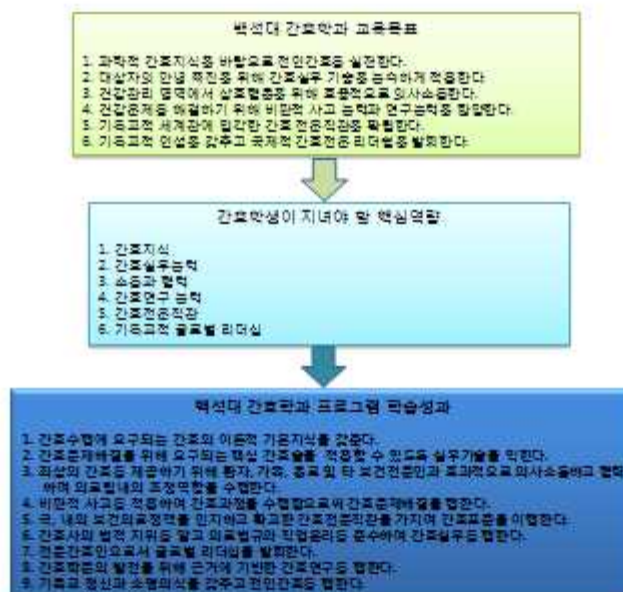 백석대 간호학과 교육목표
1. 과학적 간호지식을 바탕으로 전인간호를 실천한다.
2. 대상자의 안녕 촉진을 위해 간호실무 기술을 능숙하게 적용한다.
3. 건강관리 영역에서 상호협력을 위해 효율적으로 의사소통한다.
4. 건강문제를 해결하기 위해 비판적 사고 능력과 연구능력을 함양한다.
5. 기독교적 세계관에 입각한 간호 전문직관을 확립한다.
6. 기독교적 인성을 갖추고 국제적 간호전문 리더쉽을 발휘한다.
간호학생이 지녀야 할 핵심역량
1. 간호지식
2. 간호실무능력
3. 소통과 협력
4. 간호연구 능력
5. 간호전문직관
6. 기독교적 글로벌 리더십
백석대 간호학과 프로그램 학습성과
1. 간호수행에 요구되는 간호의 이론적 기본지식을 갖춘다.
2. 간호문제해결을 위해 요구되는 핵심 간호술을 적용할 수 있도록 실무기술을 익힌다.
3. 최상의 간호를 제공하기 위해 환자, 가족, 동료 및 타 보건전문인과 효과적으로 의사소통하고 협력
하며 의료팀내의 조정역할을 수행한다.
4. 비판적 사고를 적용하여 간호과정을 수행함으로써 간호문제해결을 행한다.
5. 국, 내외 보건의료정책을 인지하고 확고한 간호전문직관을 가지며 간호표준을 이행한다.
6. 간호사의 법적 지위를 알고 의료법규와 직업윤리를 준수하여 간호실무를 행한다.
7. 전문간호인으로서 글로벌 리더십을 발휘한다.
8. 간호학문의 발전을 위해 근거에 기반한 간호연구를 행한다.
9. 기독교 정신과 소명의식을 갖추고 전인간호를 행한다.